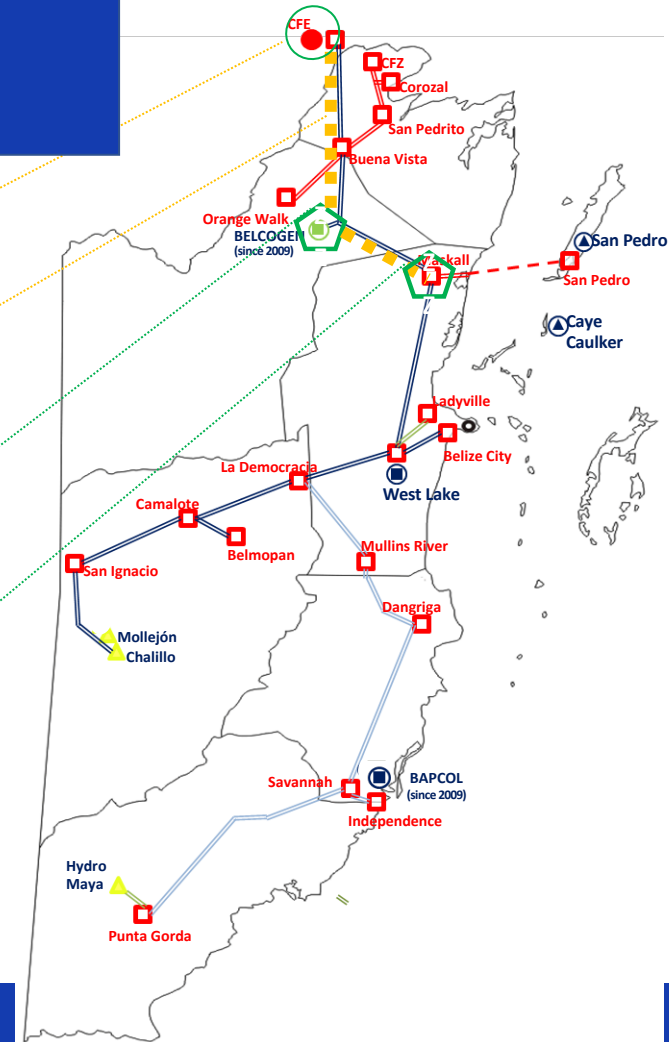 CFE
CFZ
Corozal
San Pedrito
Buena Vista
Orange Walk
BELCOGEN
(since 2009)
San Pedro
San Pedro
Caye
Caulker
Ladyville
Belize City
West Lake
La Democracia
Camalote
Belmopan
San Ignacio
Mullins River
Dangriga
Mollejón
Chalillo
Savannah
BAPCOL
(since 2009)
Independence
Hydro
Maya
Punta Gorda